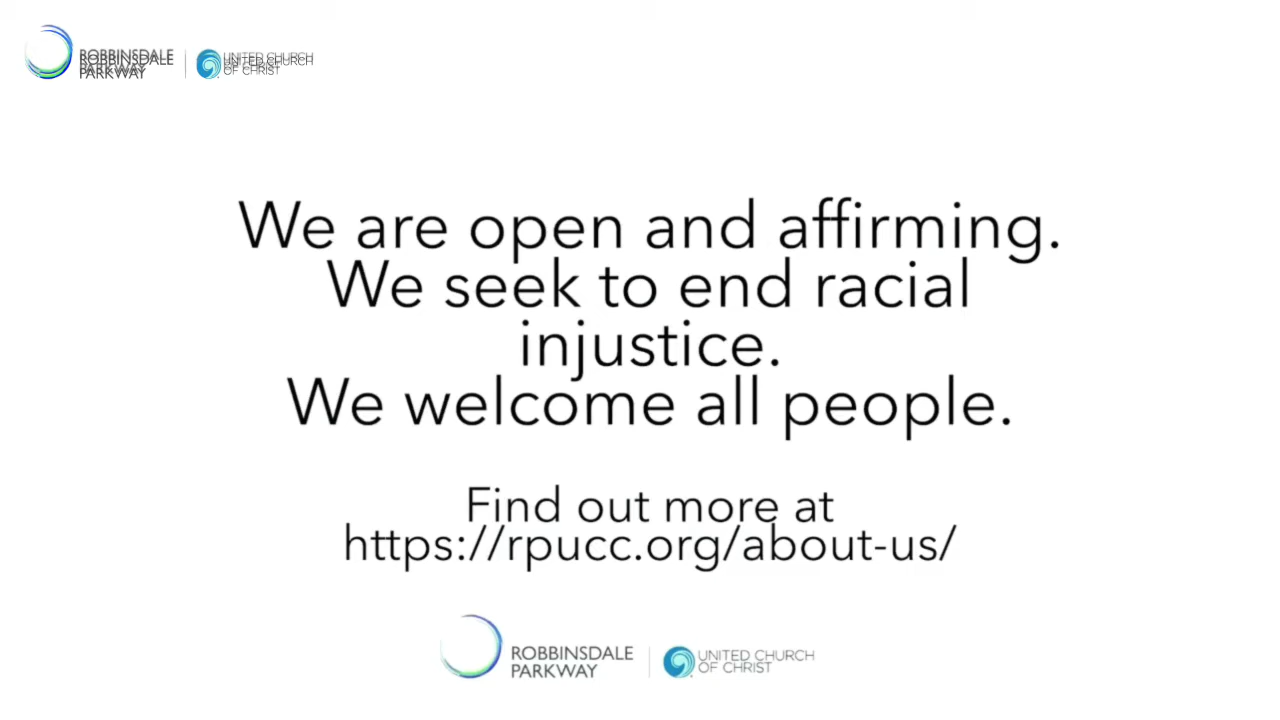 ROBBINSDALE
PARKWAY
UNITED CHURCH
OF CHRIST
We are open and affirming.
We seek to end racial
injustice.
We welcome all people.
Find out more at
https://rpucc.org/about-us/
ROBBINSDALE
PARKWAY
UNITED CHURCH
OF CHRIST